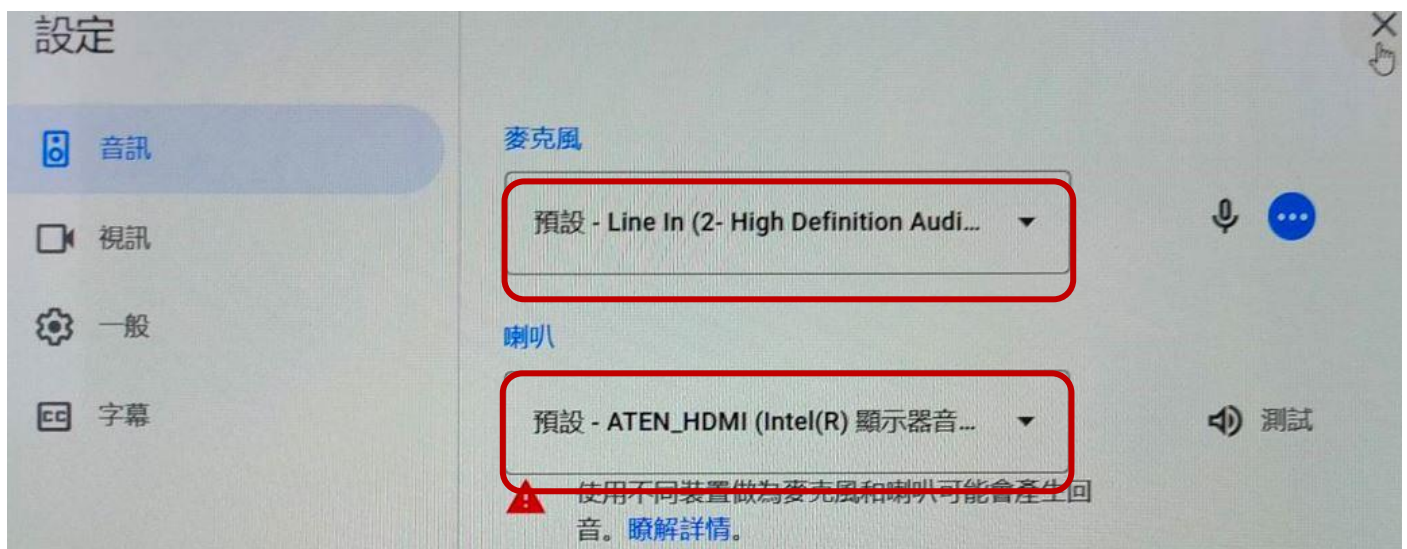 設定
音訊
視訊
一般
字幕
麥克風
預設 - Line In (2- High Definition Audi...
喇叭
預設 - ATEN_HDMI (Intel(R) 顯示器音...
測試
使用不同裝置做為麥克風和喇叭可能會產生回
音。瞭解詳情。